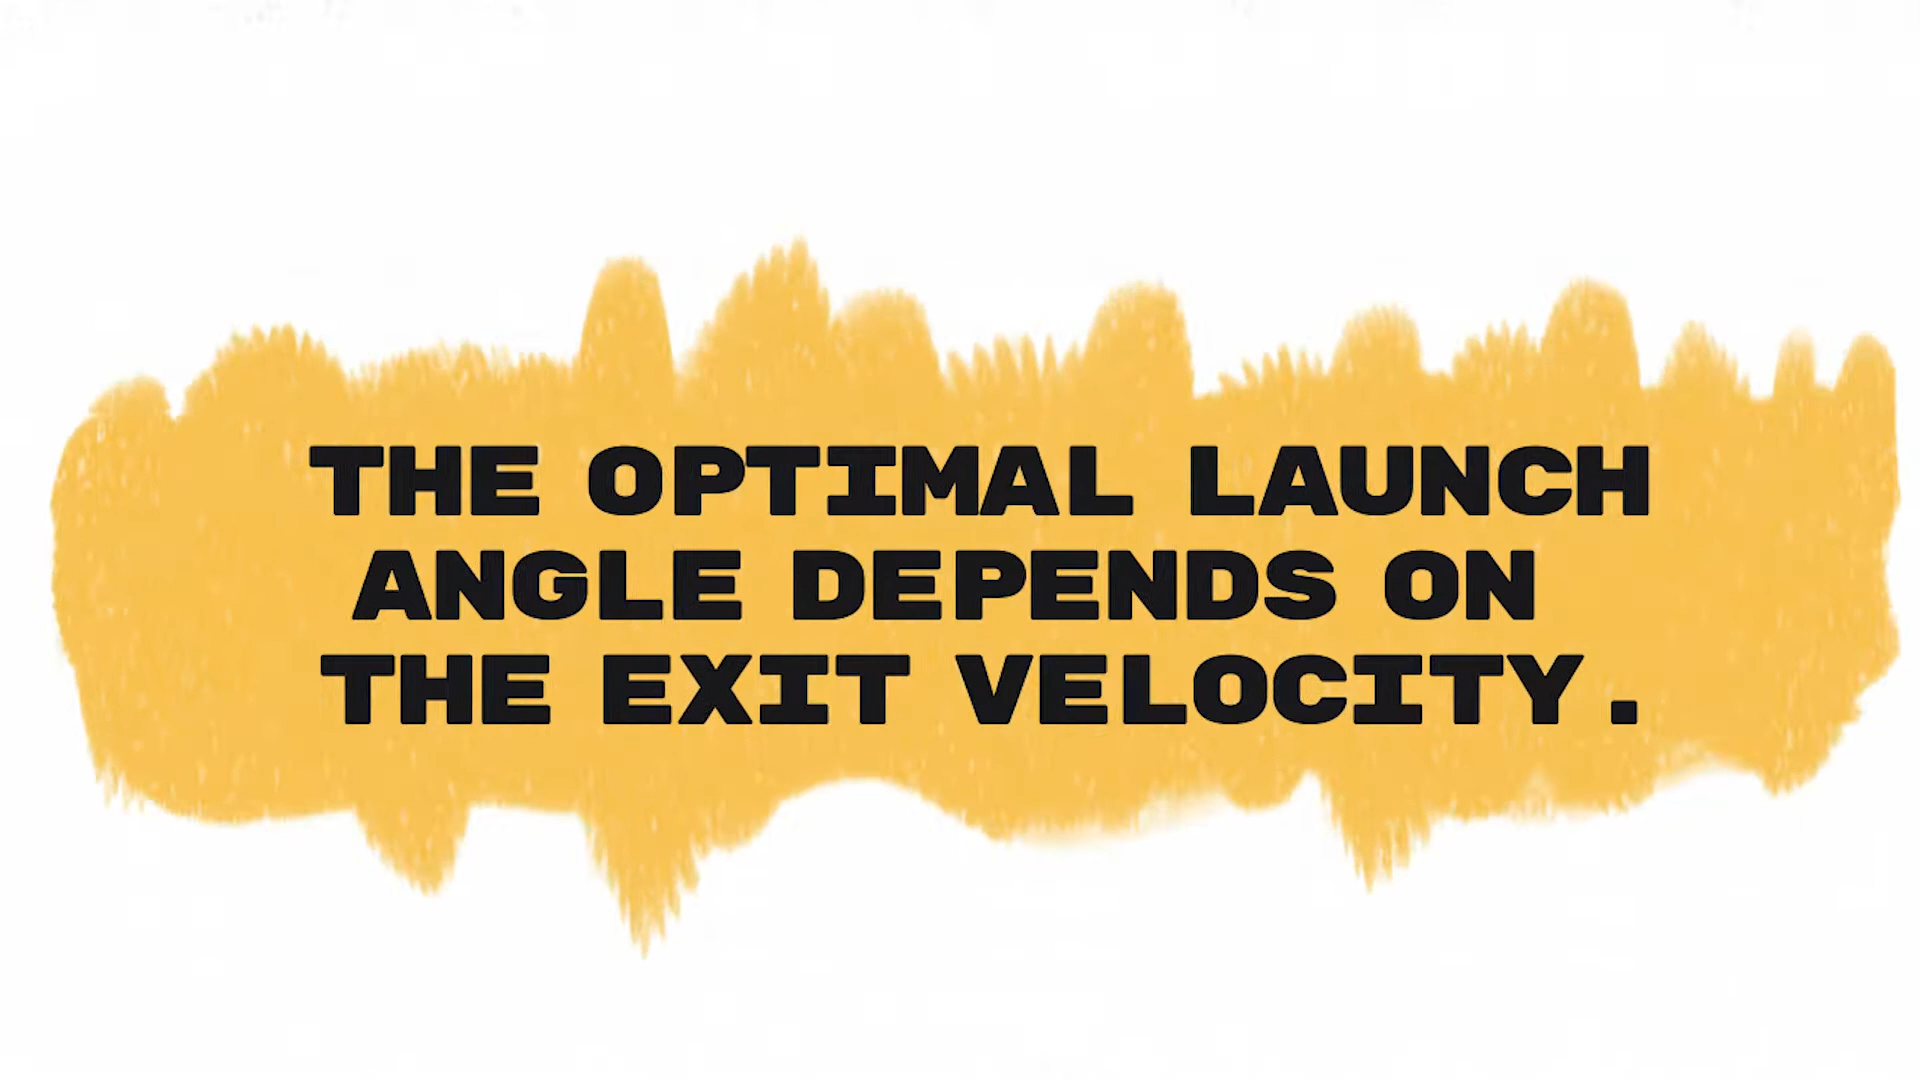 THE OPTIMAL LAUNCH
ANGLE DEPENDS ON
THE EXIT VELOCITY.